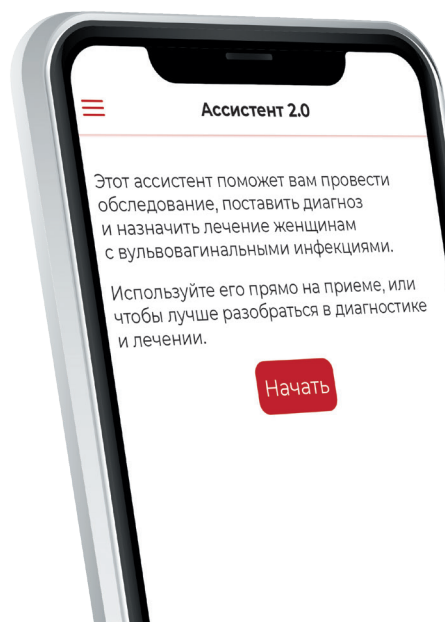 Ассистент 2.0
Этот ассистент поможет вам провести
обследование, поставить диагноз
и назначить лечение женщинам
с вульвовагинальными инфекциями.
Используйте его прямо на приеме, или
чтобы лучше разобраться в диагностике
и лечении.
Начать